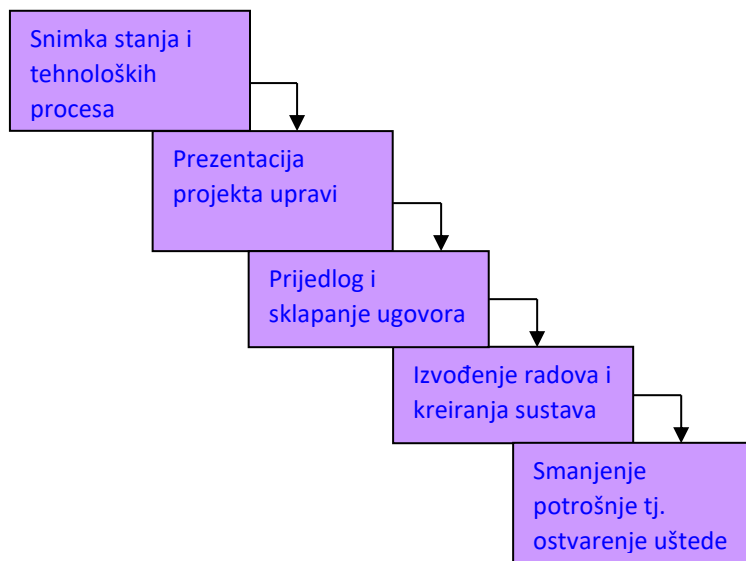 Snimka stanja i
tehnoloških
procesa
Prezentacija
projekta upravi
Prijedlog i
sklapanje ugovora
Izvođenje radova i
kreiranja sustava
Smanjenje
potrošnje tj.
ostvarenje uštede